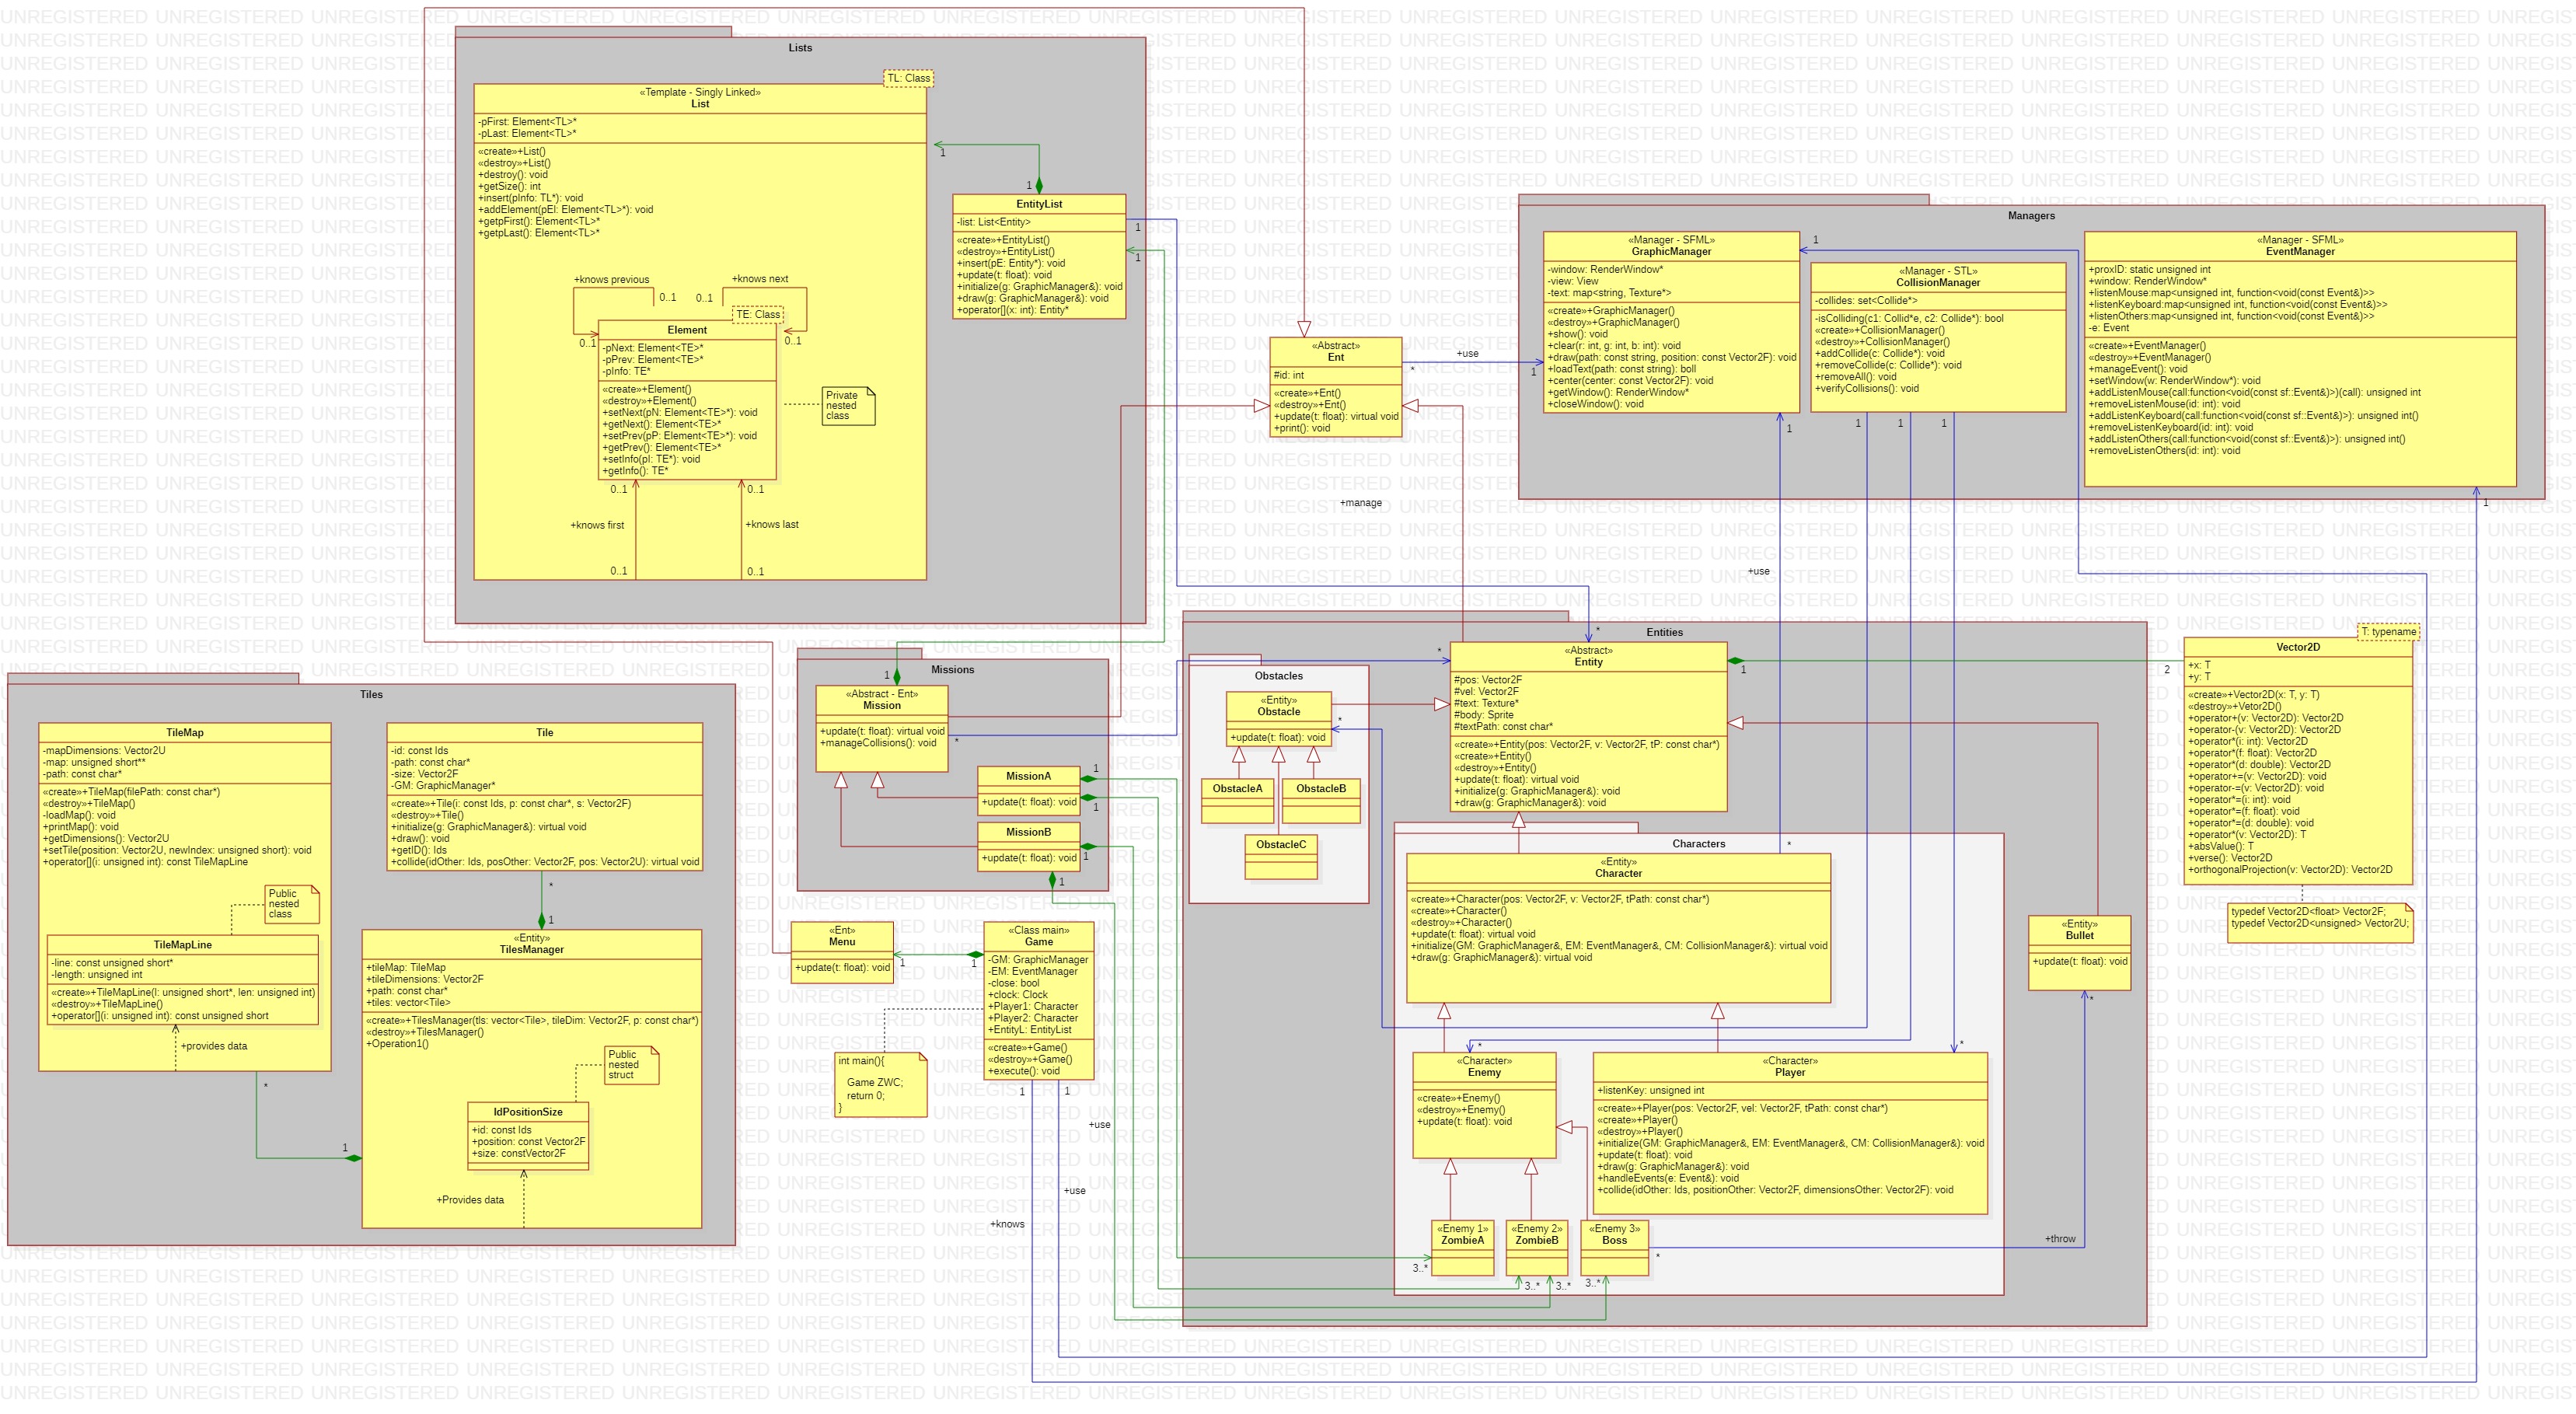 Lists
TL: Class
«Template - Singly Linked»
List
-pFirst: Element<TL>*
-pLast: Element<TL>*
«create»+List()
«destroy»+List()
+destroy(): void
+getSize(): int
+insert(pInfo: TL*): void
+addElement(pEl: Element<TL>*): void
+getpFirst(): Element<TL>*
+getpLast(): Element<TL>*
+knows previous
0..1
0..1
+knows next
0..1
0..1
TE: Class
Element
-pNext: Element<TE>*
-pPrev: Element<TE>*
-pInfo: TE*
«create»+Element()
«destroy»+Element()
+setNext(pN: Element<TE>*): void
+getNext(): Element<TE>*
+setPrev(pP: Element<TE>*): void
+getPrev(): Element<TE>*
+setInfo(pI: TE*): void
+getInfo(): TE*
Private
nested
class
0..1
+knows first
0..1
0..1
+knows last
0..1
1
1
EntityList
-list: List<Entity>
«create»+EntityList()
«destroy»+EntityList()
+insert(pE: Entity*): void
+update(t: float): void
+initialize(g: GraphicManager&): void
+draw(g: GraphicManager&): void
+operator[](x: int): Entity*
1
1
«Abstract»
Ent
#id: int
«create»+Ent()
«destroy»+Ent()
+update(t: float): virtual void
+print(): void
+use
*
1
+manage
Managers
«Manager - SFML»
GraphicManager
-window: RenderWindow*
-view: View
-text: map<string, Texture*>
«create»+GraphicManager()
«destroy»+GraphicManager()
+show(): void
+clear(r: int, g: int, b: int): void
+draw(path: const string, position: const Vector2F): void
+loadText(path: const string): boll
+center(center: const Vector2F): void
+getWindow(): RenderWindow*
+closeWindow(): void
1
1
«Manager - STL»
CollisionManager
-collides: set<Collide*>
-isColliding(c1: Collid*e, c2: Collide*): bool
«create»+CollisionManager()
«destroy»+CollisionManager()
+addCollide(c: Collide*): void
+removeCollide(c: Collide*): void
+removeAll(): void
+verifyCollisions(): void
1
1
1
«Manager - SFML»
EventManager
+proxID: static unsigned int
+window: RenderWindow*
+listenMouse:map<unsigned int, function<void(const Event&)>>
+listenKeyboard:map<unsigned int, function<void(const Event&)>>
+listenOthers:map<unsigned int, function<void(const Event&)>>
-e: Event
«create»+EventManager()
«destroy»+EventManager()
+manageEvent(): void
+setWindow(w: RenderWindow*): void
+addListenMouse(call:function<void(const sf::Event&)>)(call): unsigned int
+removeListenMouse(id: int): void
+addListenKeyboard(call:function<void(const sf::Event&)>): unsigned int()
+removeListenKeyboard(id: int): void
+addListenOthers(call:function<void(const sf::Event&)>): unsigned int()
+removeListenOthers(id: int): void
1
+use
Tiles
TileMap
-mapDimensions: Vector2U
-map: unsigned short**
-path: const char*
«create»+TileMap(filePath: const char*)
«destroy»+TileMap()
-loadMap(): void
+printMap(): void
+getDimensions(): Vector2U
+setTile(position: Vector2U, newIndex: unsigned short): void
+operator[](i: unsigned int): const TileMapLine
Public
nested
class
TileMapLine
-line: const unsigned short*
-length: unsigned int
«create»+TileMapLine(l: unsigned short*, len: unsigned int)
«destroy»+TileMapLine()
+operator[](i: unsigned int): const unsigned short
+provides data
*
1
Tile
-id: const Ids
-path: const char*
-size: Vector2F
-GM: GraphicManager*
«create»+Tile(i: const Ids, p: const char*, s: Vector2F)
«destroy»+Tile()
+initialize(g: GraphicManager&): virtual void
+draw(): void
+getID(): Ids
+collide(idOther: Ids, posOther: Vector2F, pos: Vector2U): virtual void
*
1
«Entity»
TilesManager
+tileMap: TileMap
+tileDimensions: Vector2F
+path: const char*
+tiles: vector<Tile>
«create»+TilesManager(tls: vector<Tile>, tileDim: Vector2F, p: const char*)
«destroy»+TilesManager()
+Operation1()
Public
nested
struct
IdPositionSize
+id: const Ids
+position: const Vector2F
+size: constVector2F
+Provides data
Missions
1
«Abstract - Ent»
Mission
+update(t: float): virtual void
+manageCollisions(): void
*
MissionA
+update(t: float): void
1
1
MissionB
+update(t: float): void
1
1
«Ent»
Menu
+update(t: float): void
1
1
«Class main»
Game
-GM: GraphicManager
-EM: EventManager
-close: bool
+clock: Clock
+Player1: Character
+Player2: Character
+EntityL: EntityList
«create»+Game()
«destroy»+Game()
+execute(): void
int main(){
Game ZWC;
return 0;
}
1
1
+use
+use
+knows
Entities
*
*
«Abstract»
Entity
#pos: Vector2F
#vel: Vector2F
#text: Texture*
#body: Sprite
#textPath: const char*
«create»+Entity(pos: Vector2F, v: Vector2F, tP: const char*)
«create»+Entity()
«destroy»+Entity()
+update(t: float): virtual void
+initialize(g: GraphicManager&): void
+draw(g: GraphicManager&): void
1
2
Obstacles
«Entity»
Obstacle
+update(t: float): void
*
ObstacleA
ObstacleB
ObstacleC
Characters
*
«Entity»
Character
«create»+Character(pos: Vector2F, v: Vector2F, tPath: const char*)
«create»+Character()
«destroy»+Character()
+update(t: float): virtual void
+initialize(GM: GraphicManager&, EM: EventManager&, CM: CollisionManager&): virtual void
+draw(g: GraphicManager&): virtual void
*
«Character»
Enemy
«create»+Enemy()
«destroy»+Enemy()
+update(t: float): void
*
«Character»
Player
+listenKey: unsigned int
«create»+Player(pos: Vector2F, vel: Vector2F, tPath: const char*)
«create»+Player()
«destroy»+Player()
+initialize(GM: GraphicManager&, EM: EventManager&, CM: CollisionManager&): void
+update(t: float): void
+draw(g: GraphicManager&): void
+handleEvents(e: Event&): void
+collide(idOther: Ids, positionOther: Vector2F, dimensionsOther: Vector2F): void
«Enemy 1»
ZombieA
«Enemy 2»
ZombieB
«Enemy 3»
Boss
3..*
3..*
3..*
3..*
*
+throw
«Entity»
Bullet
+update(t: float): void
*
T: typename
Vector2D
+x: T
+y: T
«create»+Vector2D(x: T, y: T)
«destroy»+Vetor2D()
+operator+(v: Vector2D): Vector2D
+operator-(v: Vector2D): Vector2D
+operator*(i: int): Vector2D
+operator*(f: float): Vector2D
+operator*(d: double): Vector2D
+operator+=(v: Vector2D): void
+operator-=(v: Vector2D): void
+operator*=(i: int): void
+operator*=(f: float): void
+operator*=(d: double): void
+operator*(v: Vector2D): T
+absValue(): T
+verse(): Vector2D
+orthogonalProjection(v: Vector2D): Vector2D
typedef Vector2D<float> Vector2F;
typedef Vector2D<unsigned> Vector2U;
UNREGISTERED